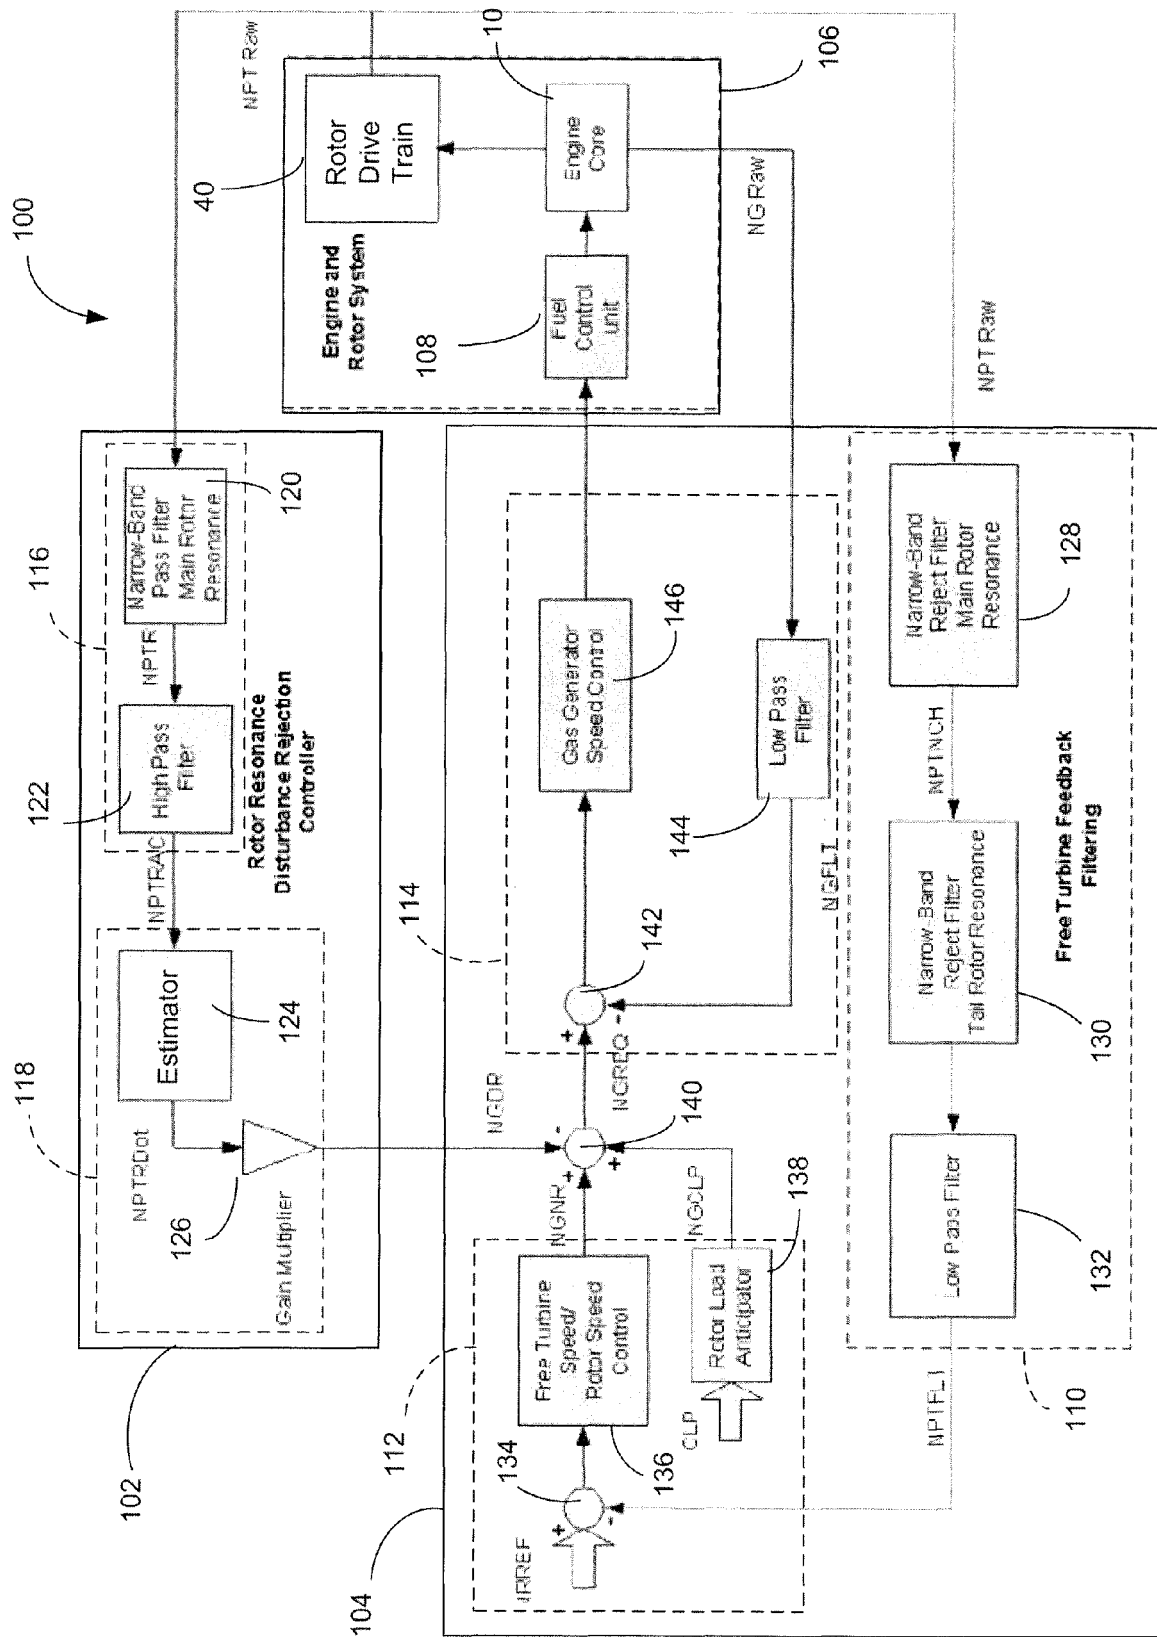 100
NPT Raw
116
120
Narrow-Band
Pass Filter
Main Rotor
Resonance
NPTR
122
High Pass
Filter
NPTRAC
Rotor Resonance
Disturbance Rejection
Controller
118
Estimator
124
NPTRDot
126
Gain Multiplier
102
NGDR
40
Rotor
Drive
Train
Engine and
Rotor System
10
Engine
Core
106
108
Fuel
Control
unit
NG Raw
NPT Raw
104
112
NRREF
+
-
134
Free Turbine
Speed/
Rotor Speed
Control
136
NGNR
CLP
Rotor Load
Anticipator
138
NGCLP
+
-
+
140
NGREQ
114
+
-
142
Gas Generator
Speed Control
146
Low Pass
Filter
144
NGFLT
Narrow-Band
Reject Filter
Main Rotor
Resonance
128
NPTNCH
Narrow-Band
Reject Filter
Tail Rotor Resonance
130
Low Pass Filter
132
NPTFLT
110
Free Turbine Feedback
Filtering